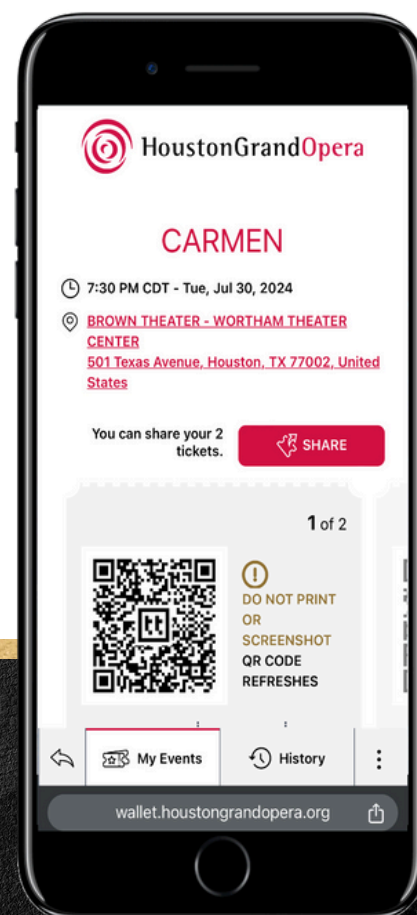 HoustonGrandOpera
CARMEN
7:30 PM CDT - Tue, Jul 30, 2024
BROWN THEATER - WORTHAM THEATER
CENTER
501 Texas Avenue, Houston, TX 77002, United
States
You can share your 2
tickets.
SHARE
1 of 2
DO NOT PRINT
OR
SCREENSHOT
QR CODE
REFRESHES
tt
My Events
History
wallet.houstongrandopera.org